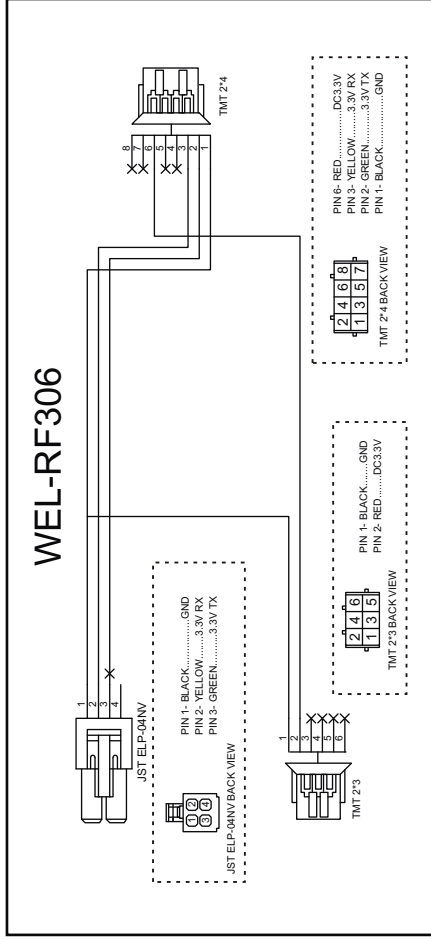 WEL-RF306
JST ELP-04NV
1
2
3
4
JST ELP-04NV BACK VIEW
1 2
3 4
PIN 1- BLACK.........GND
PIN 2- YELLOW.......3.3V RX
PIN 3- GREEN.........3.3V TX
TMT 2*4
8
7
6
5
4
3
2
1
TMT 2*3
1
2
3
4
5
6
TMT 2*3 BACK VIEW
2 4 6
1 3 5
PIN 1- BLACK.......GND
PIN 2- RED.......DC3.3V
TMT 2*4 BACK VIEW
2 4 6 8
1 3 5 7
PIN 6- RED............DC3.3V
PIN 3- YELLOW.......3.3V RX
PIN 2- GREEN.........3.3V TX
PIN 1- BLACK............GND